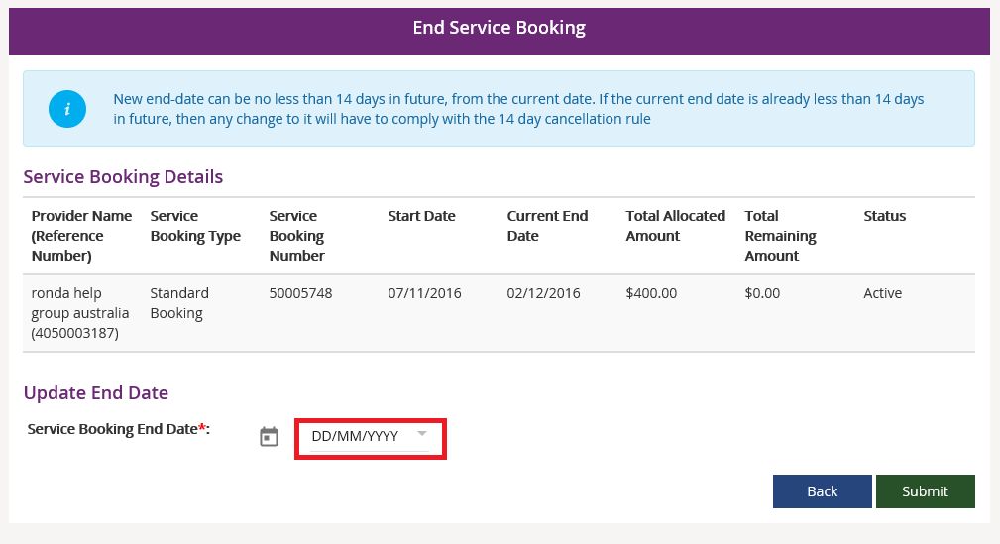 End Service Booking
i
New end-date can be no less than 14 days in future, from the current date. If the current end date is already less than 14 days
in future, then any change to it will have to comply with the 14 day cancellation rule
Service Booking Details
Provider Name (Reference Number)
Service Booking Type
Service Booking Number
Start Date
Current End Date
Total Allocated Amount
Total Remaining Amount
Status
ronda help group australia (4050003187)
Standard Booking
50005748
07/11/2016
02/12/2016
$400.00
$0.00
Active
Update End Date
Service Booking End Date*:
DD/MM/YYYY
Back
Submit